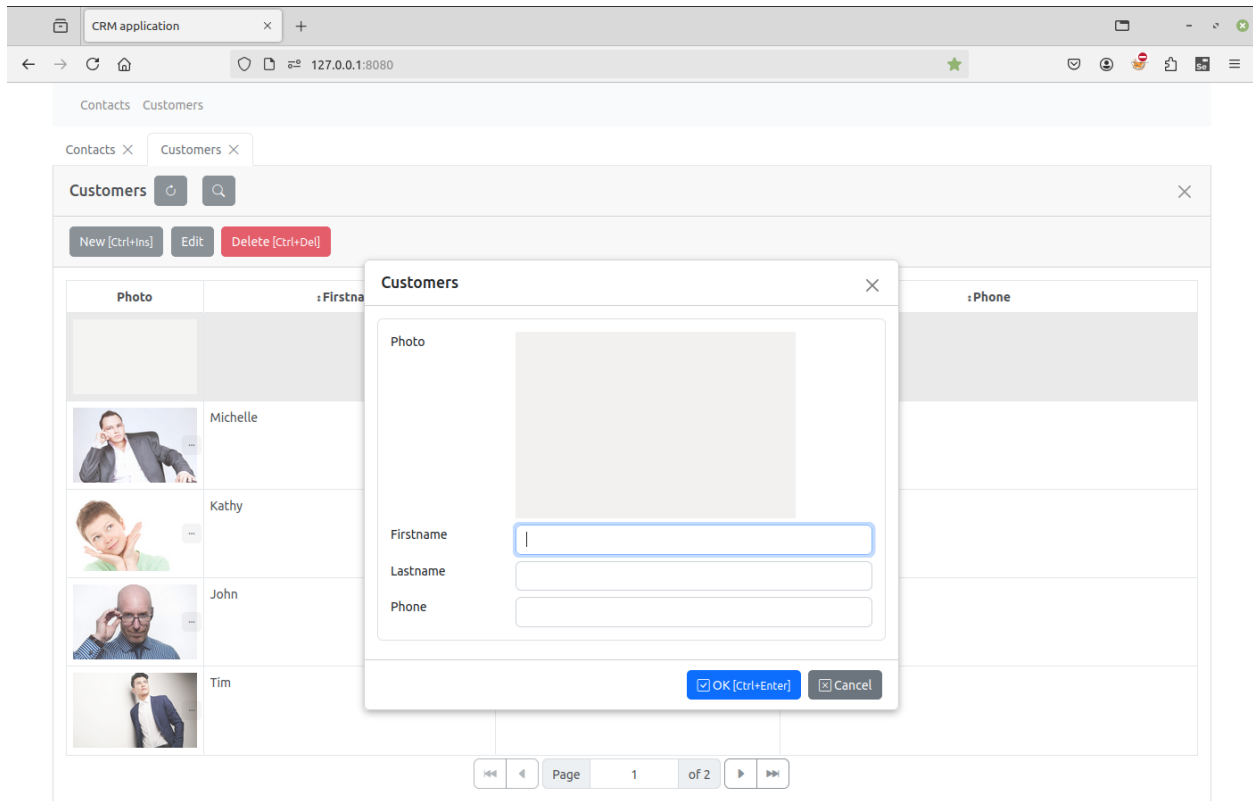 CRM application
127.0.0.1:8080
Contacts Customers
Contacts Customers
Customers
New [Ctrl+Ins] Edit Delete [Ctrl+Del]
Photo Firstna Phone
Customers
Photo
Firstname
Lastname
Phone
OK [Ctrl+Enter] Cancel
Michelle
Kathy
John
Tim
Page 1 of 2